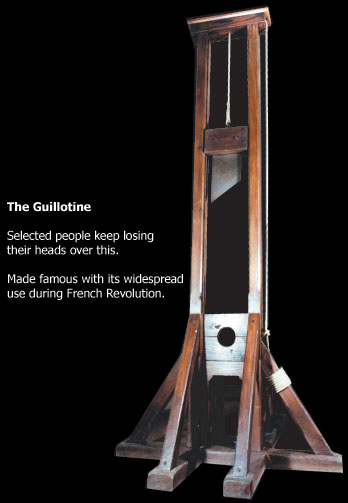 The Guillotine
Selected people keep losing
their heads over this.
Made famous with its widespread
use during French Revolution.